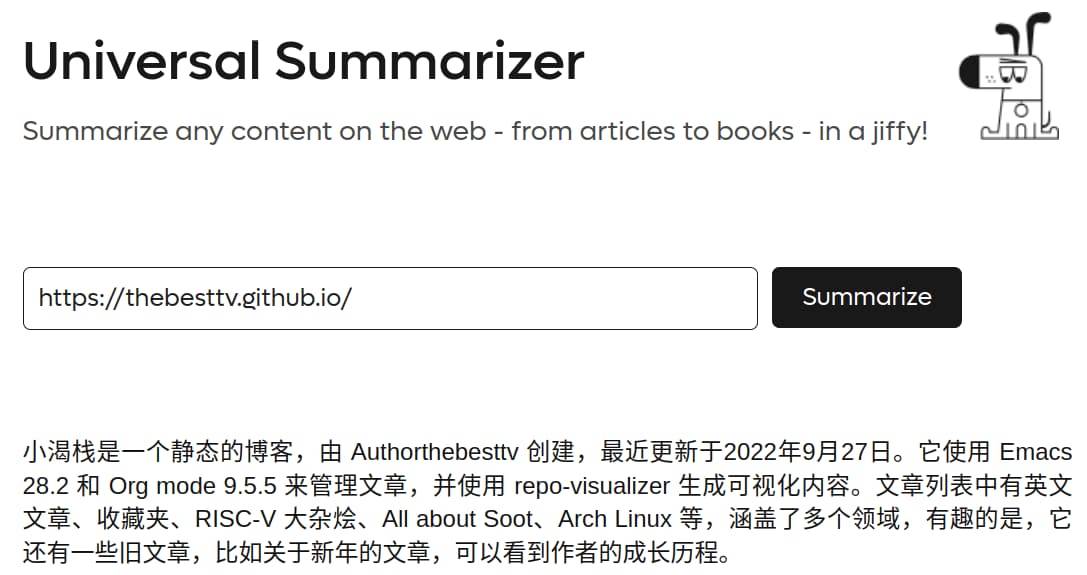 Universal Summarizer
Summarize any content on the web - from articles to books - in a jiffy!
https://thebesttv.github.io/
Summarize
小渴栈是一个静态的博客，由 Authorthebesttv 创建，最近更新于2022年9月27日。它使用 Emacs
28.2 和 Org mode 9.5.5 来管理文章，并使用 repo-visualizer 生成可视化内容。文章列表中有英文
文章、收藏夹、RISC-V 大杂烩、All about Soot、Arch Linux 等，涵盖了多个领域，有趣的是，它
还有一些旧文章，比如关于新年的文章，可以看到作者的成长历程。